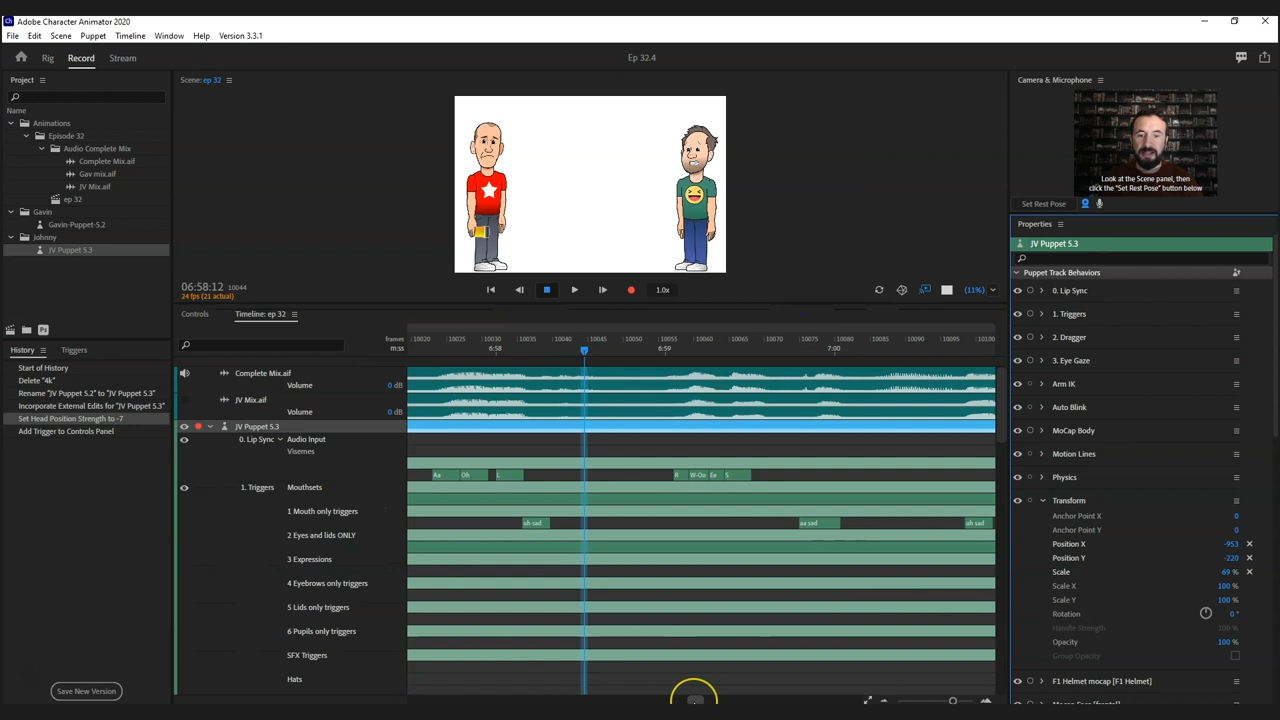 Ch Adobe Character Animator 2020
File Edit Scene Puppet Timeline Window Help Version 3.3.1
Rig Record Stream
Ep 32.4
Project
Name
Animations
Episode 32
Audio Complete Mix
Complete Mix.aif
Gav mix.aif
JV Mix.aif
ep 32
Gavin
Gavin-Puppet-5.2
Johnny
JV Puppet 5.3
Ps
History Triggers
Start of History
Delete "4k"
Rename "JV Puppet 5.2" to "JV Puppet 5.3"
Incorporate External Edits for "JV Puppet 5.3"
Set Head Position Strength to -7
Add Trigger to Controls Panel
Save New Version
Scene: ep 32
06:58:12 10044
24 fps (21 actual)
1.0x
(11%)
Controls Timeline: ep 32
frames 10020 10025 10030 10035 10040 10045 10050 10055 10060 10065 10070 10075 10080 10085 10090 10095 10100
m:ss 6:58 6:59 7:00
Complete Mix.aif
Volume 0 dB
JV Mix.aif
Volume 0 dB
JV Puppet 5.3
0. Lip Sync Audio Input
Visemes
Aa Oh L R W-Oo Ee S
1. Triggers Mouthsets
1 Mouth only triggers
uh sad aa sad uh sad
2 Eyes and lids ONLY
3 Expressions
4 Eyebrows only triggers
5 Lids only triggers
6 Pupils only triggers
SFX Triggers
Hats
Camera & Microphone
Look at the Scene panel, then
click the "Set Rest Pose" button below
Set Rest Pose
Properties
JV Puppet 5.3
Puppet Track Behaviors
0. Lip Sync
1. Triggers
2. Dragger
3. Eye Gaze
Arm IK
Auto Blink
MoCap Body
Motion Lines
Physics
Transform
Anchor Point X 0
Anchor Point Y 0
Position X -953
Position Y -220
Scale 69 %
Scale X 100 %
Scale Y 100 %
Rotation 0 °
Handle Strength 100 %
Opacity 100 %
Group Opacity
F1 Helmet mocap [F1 Helmet]